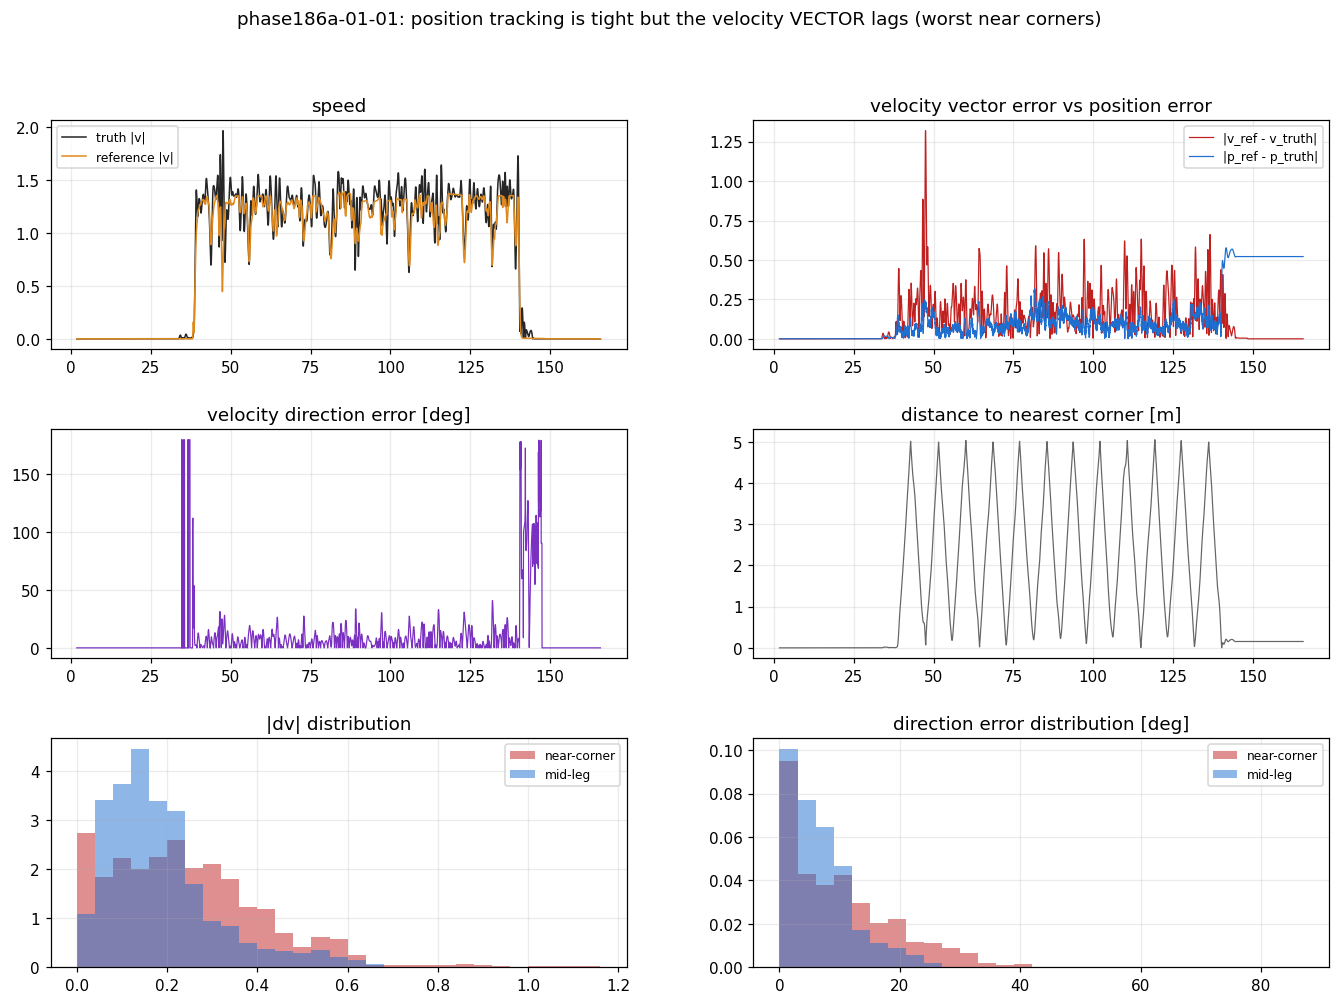 phase186a-01-01: position tracking is tight but the velocity VECTOR lags (worst near corners)
speed
truth |v|
reference |v|
2.0
1.5
1.0
0.5
0.0
0 25 50 75 100 125 150
velocity vector error vs position error
|v_ref - v_truth|
|p_ref - p_truth|
1.25
1.00
0.75
0.50
0.25
0.00
0 25 50 75 100 125 150
velocity direction error [deg]
150
100
50
0
0 25 50 75 100 125 150
distance to nearest corner [m]
5
4
3
2
1
0
0 25 50 75 100 125 150
|dv| distribution
near-corner
mid-leg
4
3
2
1
0
0.0 0.2 0.4 0.6 0.8 1.0 1.2
direction error distribution [deg]
near-corner
mid-leg
0.10
0.08
0.06
0.04
0.02
0.00
0 20 40 60 80